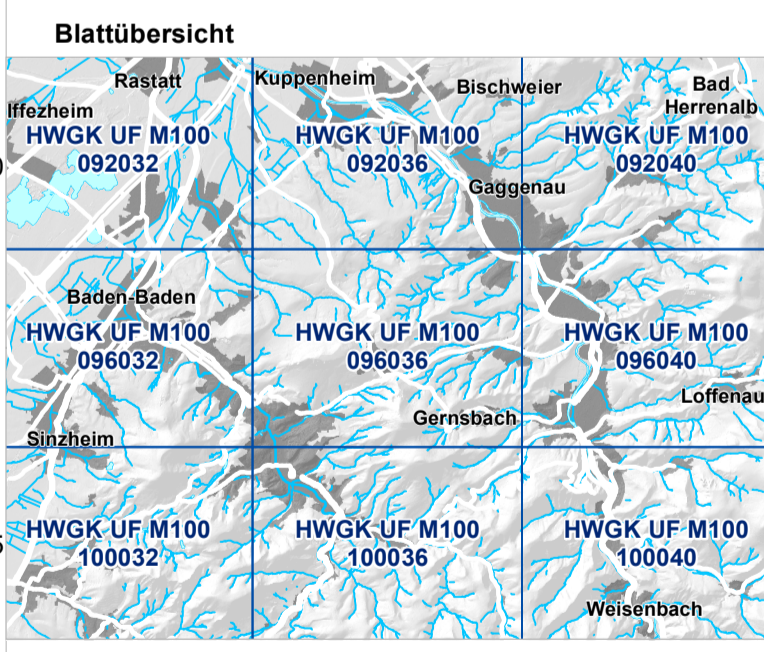 Blattübersicht
Rastatt
Kuppenheim
Bischweier
Bad
Herrenalb
Iffezheim
HWGK UF M100
092032
HWGK UF M100
092036
HWGK UF M100
092040
Gaggenau
Baden-Baden
HWGK UF M100
096032
HWGK UF M100
096036
HWGK UF M100
096040
Loffenau
Gernsbach
Sinzheim
HWGK UF M100
100032
HWGK UF M100
100036
HWGK UF M100
100040
Weisenbach